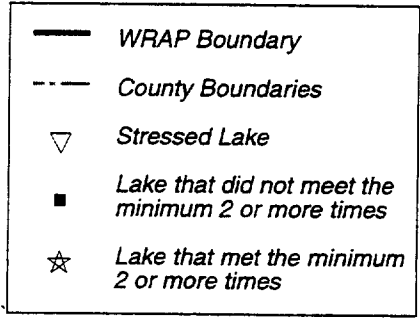 WRAP Boundary
County Boundaries
Stressed Lake
Lake that did not meet the
minimum 2 or more times
Lake that met the minimum
2 or more times